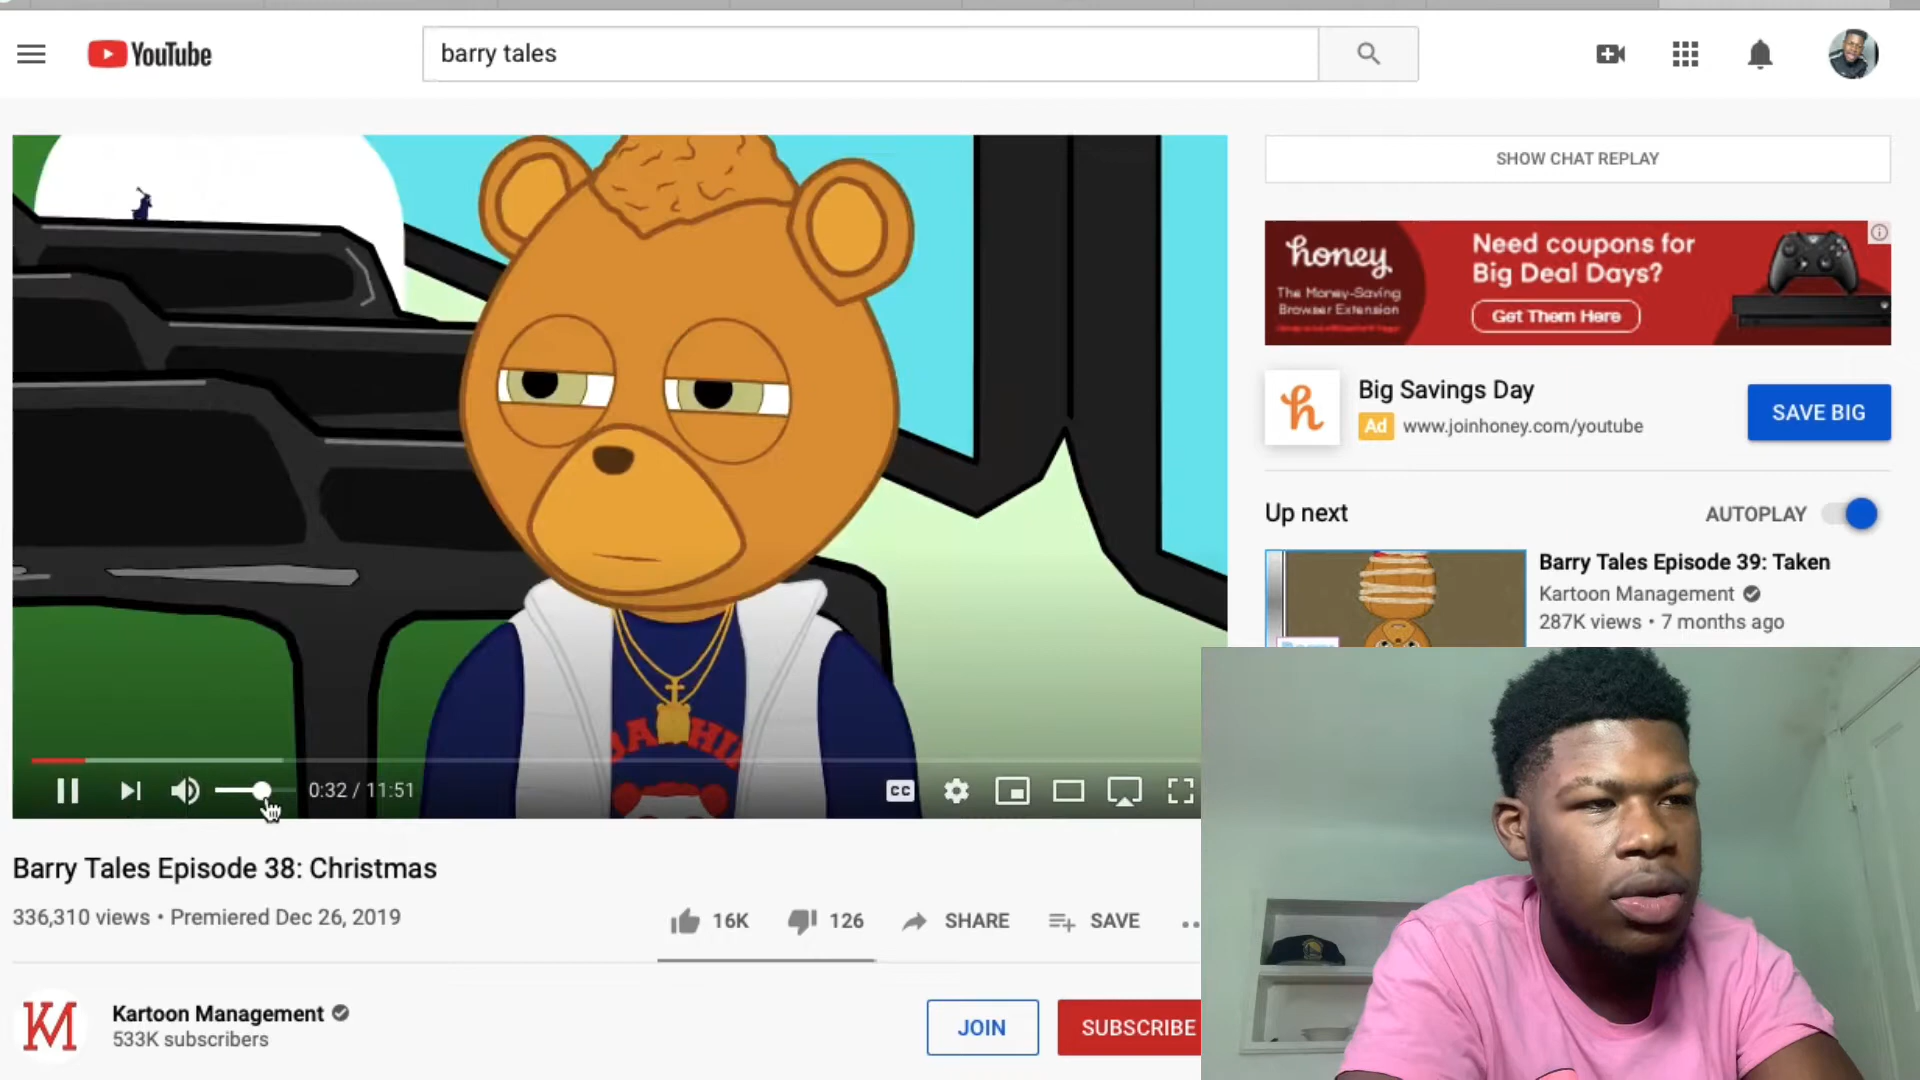 YouTube
barry tales
SHOW CHAT REPLAY
honey
The Money-Saving
Browser Extension
Need coupons for
Big Deal Days?
Get Them Here
Big Savings Day
Ad www.joinhoney.com/youtube
SAVE BIG
Up next
AUTOPLAY
Barry Tales Episode 39: Taken
Kartoon Management
287K views • 7 months ago
0:32 / 11:51
CC
Barry Tales Episode 38: Christmas
336,310 views • Premiered Dec 26, 2019
16K
126
SHARE
SAVE
KM
Kartoon Management
533K subscribers
JOIN
SUBSCRIBE